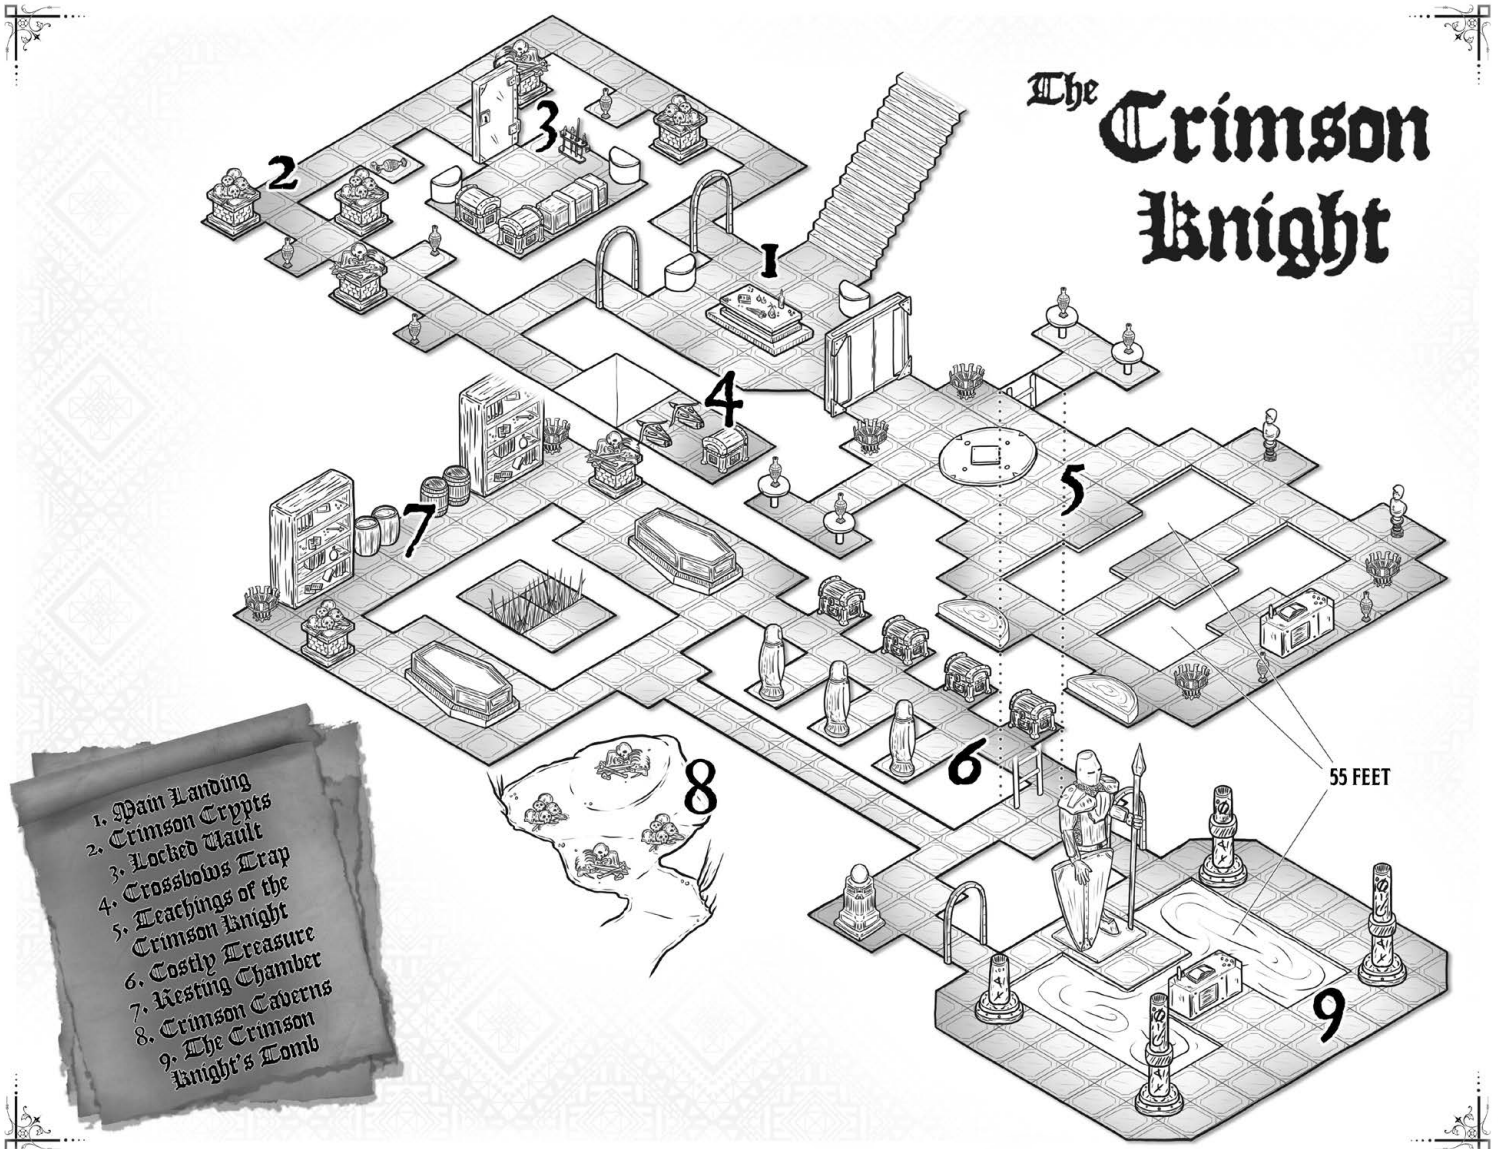 The
Crimson
Knight
1
2
3
4
5
6
7
8
9
55 FEET
1. Main Landing
2. Crimson Crypts
3. Locked Vault
4. Crossbows Trap
5. Teachings of the
Crimson Knight
6. Costly Treasure
7. Resting Chamber
8. Crimson Caverns
9. The Crimson
Knight's Tomb